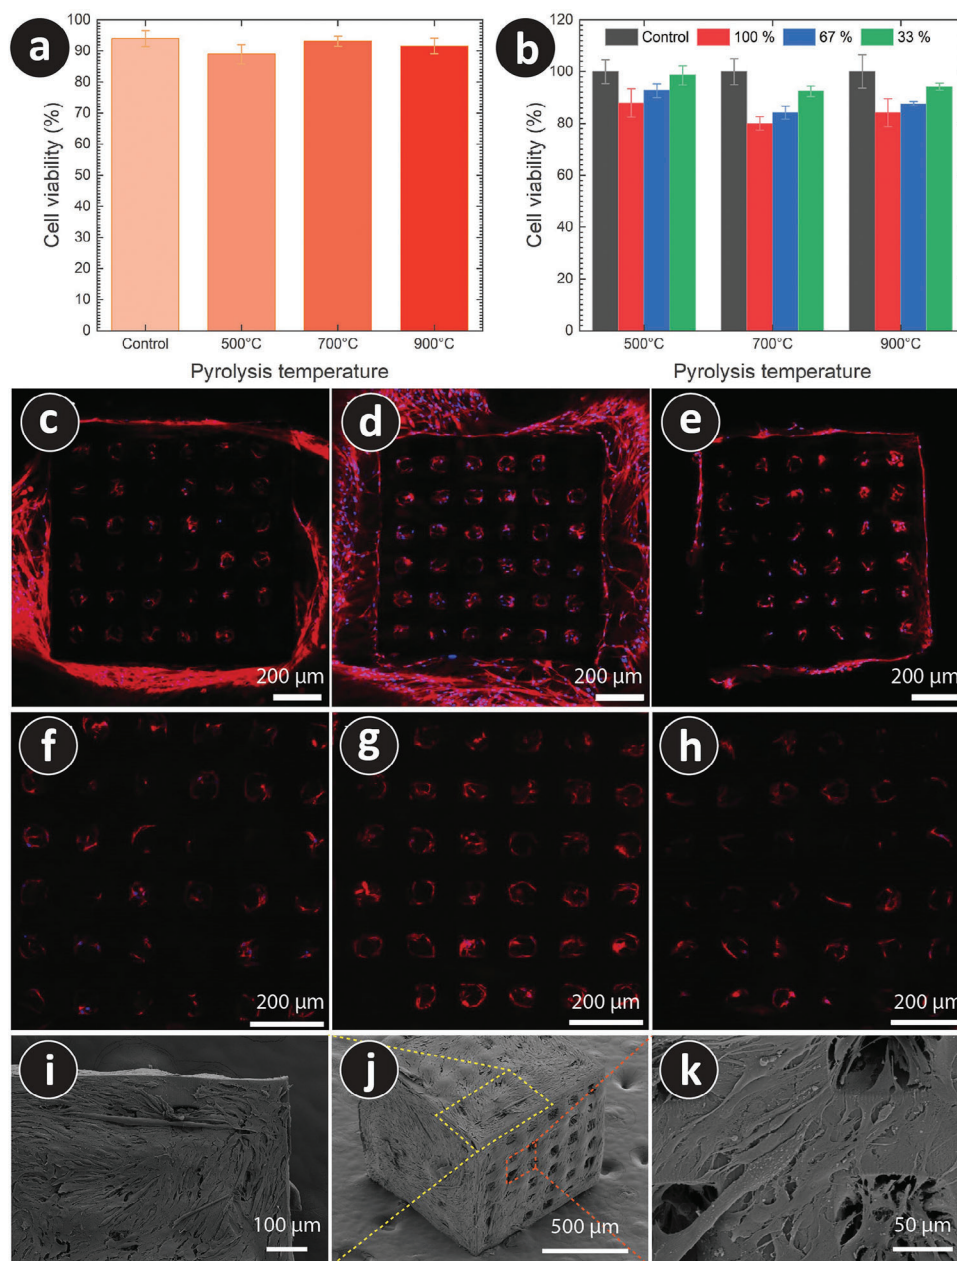 a
100
90
80
70
60
50
40
30
20
10
0
Cell viability (%)
Control
500°C
700°C
900°C
Pyrolysis temperature
b
120
100
80
60
40
20
0
Cell viability (%)
Control 100 % 67 % 33 %
500°C
700°C
900°C
Pyrolysis temperature
c
200 µm
d
200 µm
e
200 µm
f
200 µm
g
200 µm
h
200 µm
i
100 µm
j
500 µm
k
50 µm